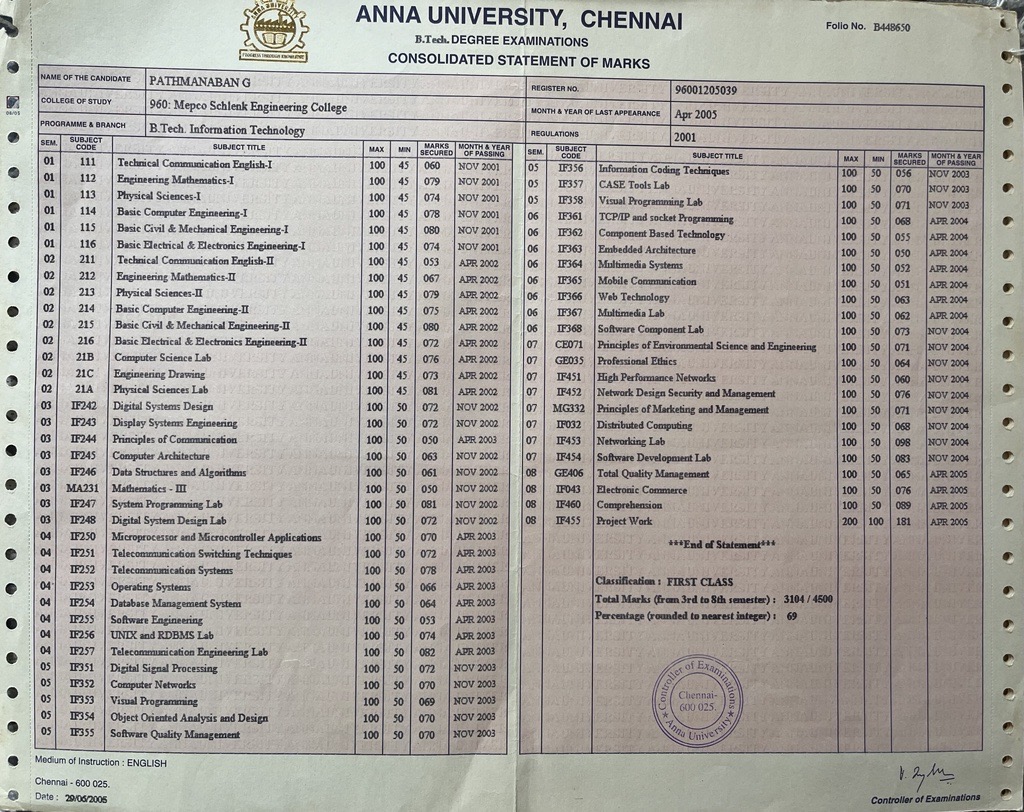 ANNA UNIVERSITY
PROGRESS THROUGH KNOWLEDGE
ANNA UNIVERSITY, CHENNAI
B.Tech. DEGREE EXAMINATIONS
CONSOLIDATED STATEMENT OF MARKS
Folio No. B448650
NAME OF THE CANDIDATE PATHMANABAN G
COLLEGE OF STUDY 960: Mepco Schlenk Engineering College
PROGRAMME & BRANCH B.Tech. Information Technology
REGISTER NO. 96001205039
MONTH & YEAR OF LAST APPEARANCE Apr 2005
REGULATIONS 2001
SEM. SUBJECT CODE SUBJECT TITLE MAX MIN MARKS SECURED MONTH & YEAR OF PASSING
01 111 Technical Communication English-I 100 45 060 NOV 2001
01 112 Engineering Mathematics-I 100 45 079 NOV 2001
01 113 Physical Sciences-I 100 45 074 NOV 2001
01 114 Basic Computer Engineering-I 100 45 078 NOV 2001
01 115 Basic Civil & Mechanical Engineering-I 100 45 080 NOV 2001
01 116 Basic Electrical & Electronics Engineering-I 100 45 074 NOV 2001
02 211 Technical Communication English-II 100 45 053 APR 2002
02 212 Engineering Mathematics-II 100 45 067 APR 2002
02 213 Physical Sciences-II 100 45 079 APR 2002
02 214 Basic Computer Engineering-II 100 45 075 APR 2002
02 215 Basic Civil & Mechanical Engineering-II 100 45 080 APR 2002
02 216 Basic Electrical & Electronics Engineering-II 100 45 072 APR 2002
02 21B Computer Science Lab 100 45 076 APR 2002
02 21C Engineering Drawing 100 45 073 APR 2002
02 21A Physical Sciences Lab 100 45 081 APR 2002
03 IF242 Digital Systems Design 100 50 072 NOV 2002
03 IF243 Display Systems Engineering 100 50 072 NOV 2002
03 IF244 Principles of Communication 100 50 050 APR 2003
03 IF245 Computer Architecture 100 50 063 NOV 2002
03 IF246 Data Structures and Algorithms 100 50 061 NOV 2002
03 MA231 Mathematics - III 100 50 050 NOV 2002
03 IF247 System Programming Lab 100 50 081 NOV 2002
03 IF248 Digital System Design Lab 100 50 072 NOV 2002
04 IF250 Microprocessor and Microcontroller Applications 100 50 070 APR 2003
04 IF251 Telecommunication Switching Techniques 100 50 072 APR 2003
04 IF252 Telecommunication Systems 100 50 078 APR 2003
04 IF253 Operating Systems 100 50 066 APR 2003
04 IF254 Database Management System 100 50 064 APR 2003
04 IF255 Software Engineering 100 50 053 APR 2003
04 IF256 UNIX and RDBMS Lab 100 50 074 APR 2003
04 IF257 Telecommunication Engineering Lab 100 50 082 APR 2003
05 IF351 Digital Signal Processing 100 50 072 NOV 2003
05 IF352 Computer Networks 100 50 070 NOV 2003
05 IF353 Visual Programming 100 50 069 NOV 2003
05 IF354 Object Oriented Analysis and Design 100 50 070 NOV 2003
05 IF355 Software Quality Management 100 50 070 NOV 2003
SEM. SUBJECT CODE SUBJECT TITLE MAX MIN MARKS SECURED MONTH & YEAR OF PASSING
05 IF356 Information Coding Techniques 100 50 056 NOV 2003
05 IF357 CASE Tools Lab 100 50 070 NOV 2003
05 IF358 Visual Programming Lab 100 50 071 NOV 2003
06 IF361 TCP/IP and socket Programming 100 50 068 APR 2004
06 IF362 Component Based Technology 100 50 055 APR 2004
06 IF363 Embedded Architecture 100 50 050 APR 2004
06 IF364 Multimedia Systems 100 50 052 APR 2004
06 IF365 Mobile Communication 100 50 051 APR 2004
06 IF366 Web Technology 100 50 063 APR 2004
06 IF367 Multimedia Lab 100 50 062 APR 2004
06 IF368 Software Component Lab 100 50 073 NOV 2004
07 CE071 Principles of Environmental Science and Engineering 100 50 071 NOV 2004
07 GE035 Professional Ethics 100 50 064 NOV 2004
07 IF451 High Performance Networks 100 50 060 NOV 2004
07 IF452 Network Design Security and Management 100 50 076 NOV 2004
07 MG332 Principles of Marketing and Management 100 50 071 NOV 2004
07 IF032 Distributed Computing 100 50 068 NOV 2004
07 IF453 Networking Lab 100 50 098 NOV 2004
07 IF454 Software Development Lab 100 50 083 NOV 2004
08 GE406 Total Quality Management 100 50 065 APR 2005
08 IF043 Electronic Commerce 100 50 076 APR 2005
08 IF460 Comprehension 100 50 089 APR 2005
08 IF455 Project Work 200 100 181 APR 2005
***End of Statement***
Classification : FIRST CLASS
Total Marks (from 3rd to 8th semester) : 3104 / 4500
Percentage (rounded to nearest integer) : 69
Controller of Examinations
Chennai-
600 025.
Anna University
Medium of Instruction : ENGLISH
Chennai - 600 025.
Date : 29/06/2005
Controller of Examinations